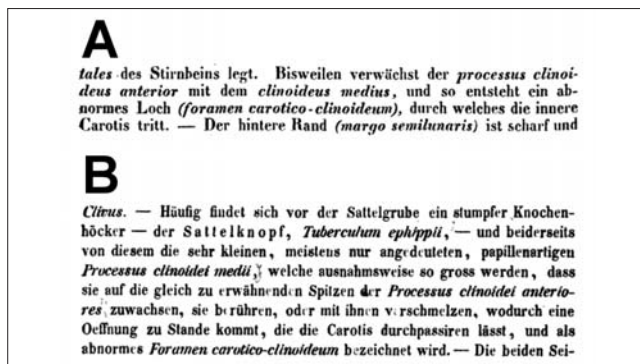 A
tales des Stirnbeins legt. Bisweilen verwächst der processus clinoi-
deus anterior mit dem clinoideus medius, und so entsteht ein ab-
normes Loch (foramen carotico-clinoideum), durch welches die innere
Carotis tritt. — Der hintere Rand (margo semilunaris) ist scharf und
B
Clivus. — Häufig findet sich vor der Sattelgrube ein stumpfer Knochen-
höcker — der Sattelknopf, Tuberculum ephippii, — und beiderseits
von diesem die sehr kleinen, meistens nur angedeuteten, papillenartigen
Processus clinoidei medii, welche ausnahmsweise so gross werden, dass
sie auf die gleich zu erwähnenden Spitzen der Processus clinoidei anterio-
res zuwachsen, sie berühren, oder mit ihnen verschmelzen, wodurch eine
Oeffnung zu Stande kommt, die die Carotis durchpassiren lässt, und als
abnormes Foramen carotico-clinoideum bezeichnet wird. — Die beiden Sei-